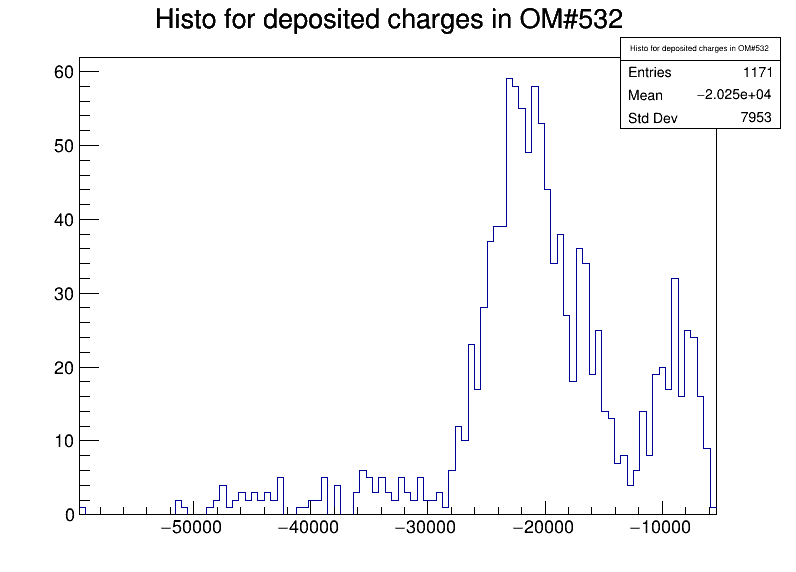 Histo for deposited charges in OM#532
Histo for deposited charges in OM#532
Entries 1171
Mean −2.025e+04
Std Dev 7953
60
50
40
30
20
10
0
−50000 −40000 −30000 −20000 −10000